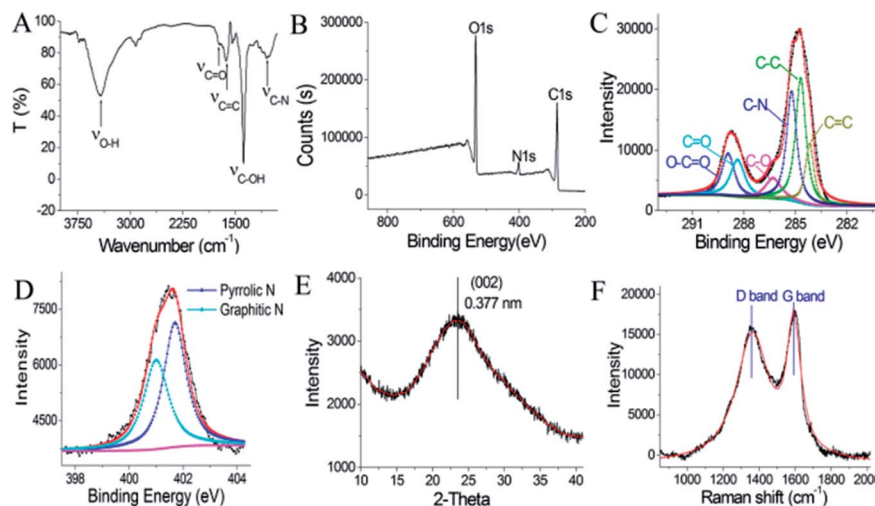 A
T (%)
100
80
60
40
20
0
-20
3750
3000
2250
1500
Wavenumber (cm⁻¹)
νO-H
νC=O
νC=C
νC-OH
νC-N
B
Counts (s)
300000
200000
100000
0
800
600
400
200
Binding Energy(eV)
O1s
N1s
C1s
C
Intensity
30000
20000
10000
0
291
288
285
282
Binding Energy (eV)
C-C
C-N
C=C
C=O
O-C=O
C-O
D
Intensity
7500
6000
4500
398
400
402
404
Binding Energy (eV)
Pyrrolic N
Graphitic N
E
Intensity
4000
3000
2000
1000
10
15
20
25
30
35
40
2-Theta
(002)
0.377 nm
F
Intensity
20000
15000
10000
5000
0
1000
1200
1400
1600
1800
Raman shift (cm⁻¹)
D band
G band